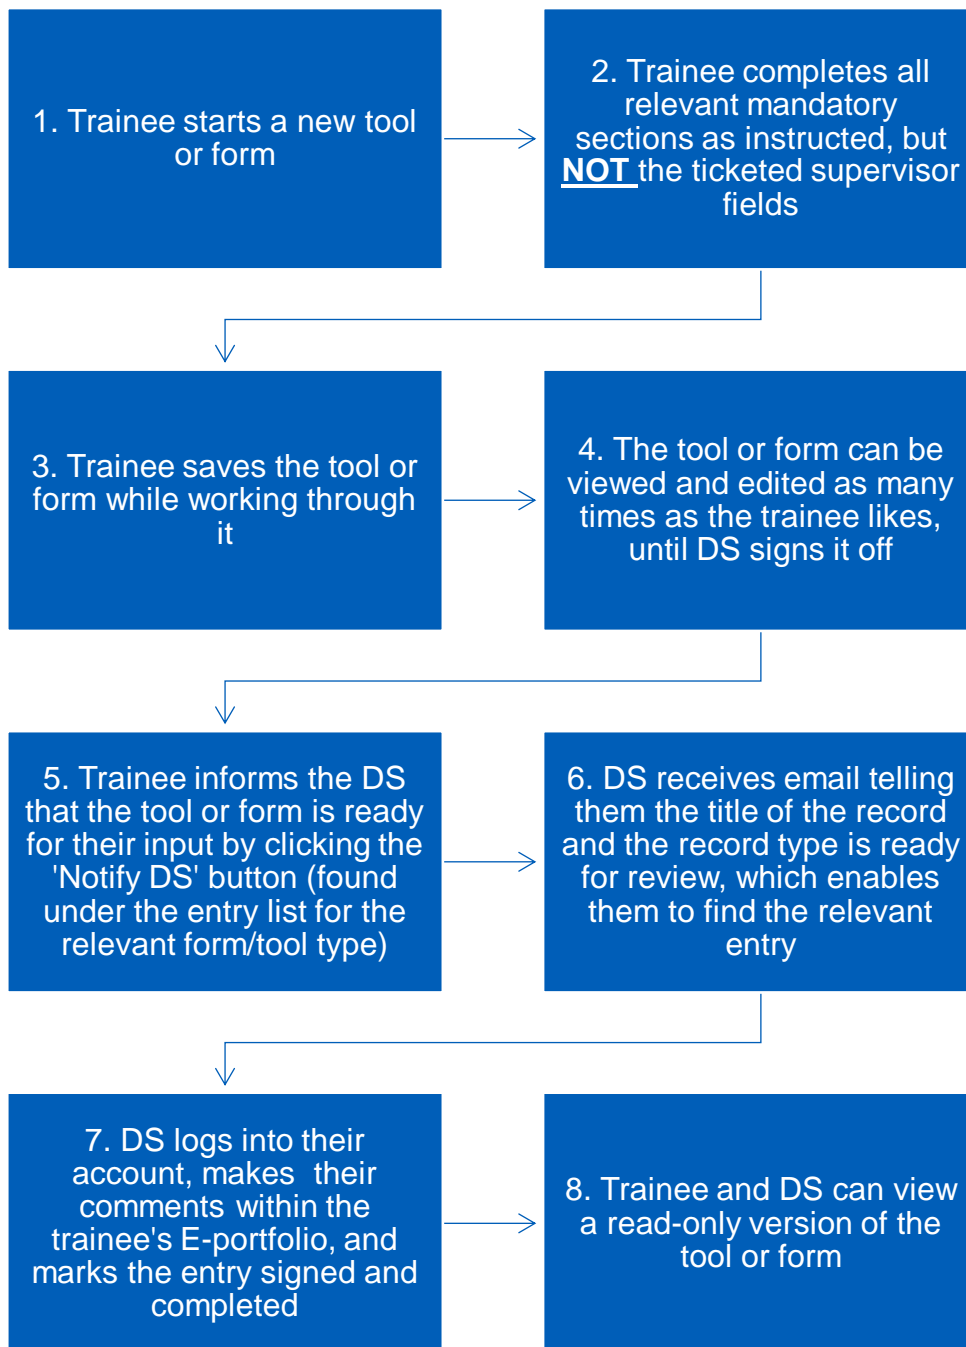 1. Trainee starts a new tool
or form
2. Trainee completes all
relevant mandatory
sections as instructed, but
NOT the ticketed supervisor
fields
3. Trainee saves the tool or
form while working through
it
4. The tool or form can be
viewed and edited as many
times as the trainee likes,
until DS signs it off
5. Trainee informs the DS
that the tool or form is ready
for their input by clicking the
'Notify DS' button (found
under the entry list for the
relevant form/tool type)
6. DS receives email telling
them the title of the record
and the record type is ready
for review, which enables
them to find the relevant
entry
7. DS logs into their
account, makes their
comments within the
trainee's E-portfolio, and
marks the entry signed and
completed
8. Trainee and DS can view
a read-only version of the
tool or form